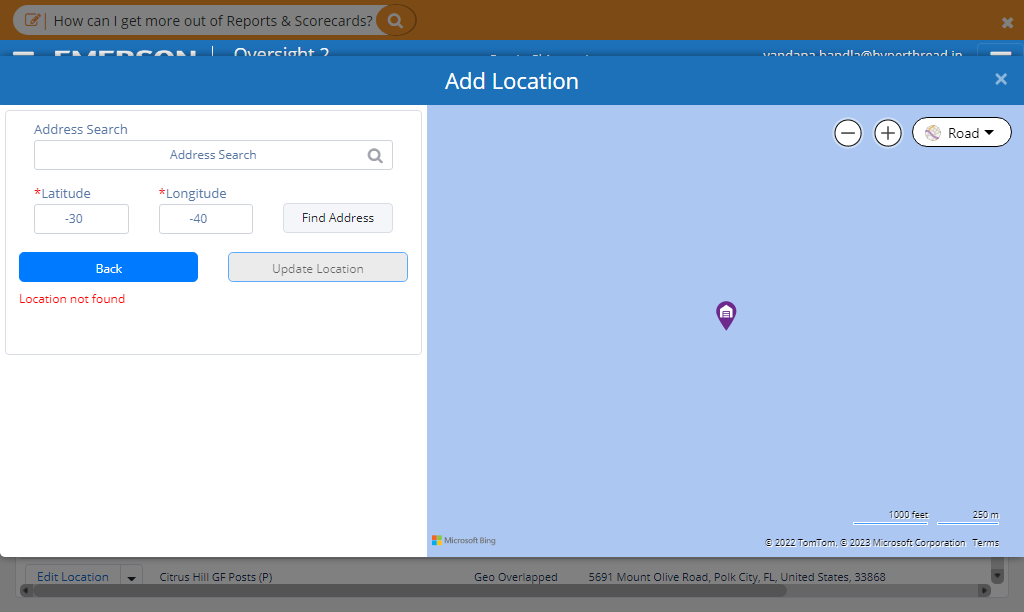 How can I get more out of Reports & Scorecards?
EMERSON Oversight 2 vandana.bandla@hyperthread.in
Add Location
Address Search
Address Search
*Latitude *Longitude
-30 -40 Find Address
Back Update Location
Location not found
Road
1000 feet 250 m
Microsoft Bing
© 2022 TomTom, © 2023 Microsoft Corporation Terms
Edit Location Citrus Hill GF Posts (P) Geo Overlapped 5691 Mount Olive Road, Polk City, FL, United States, 33868